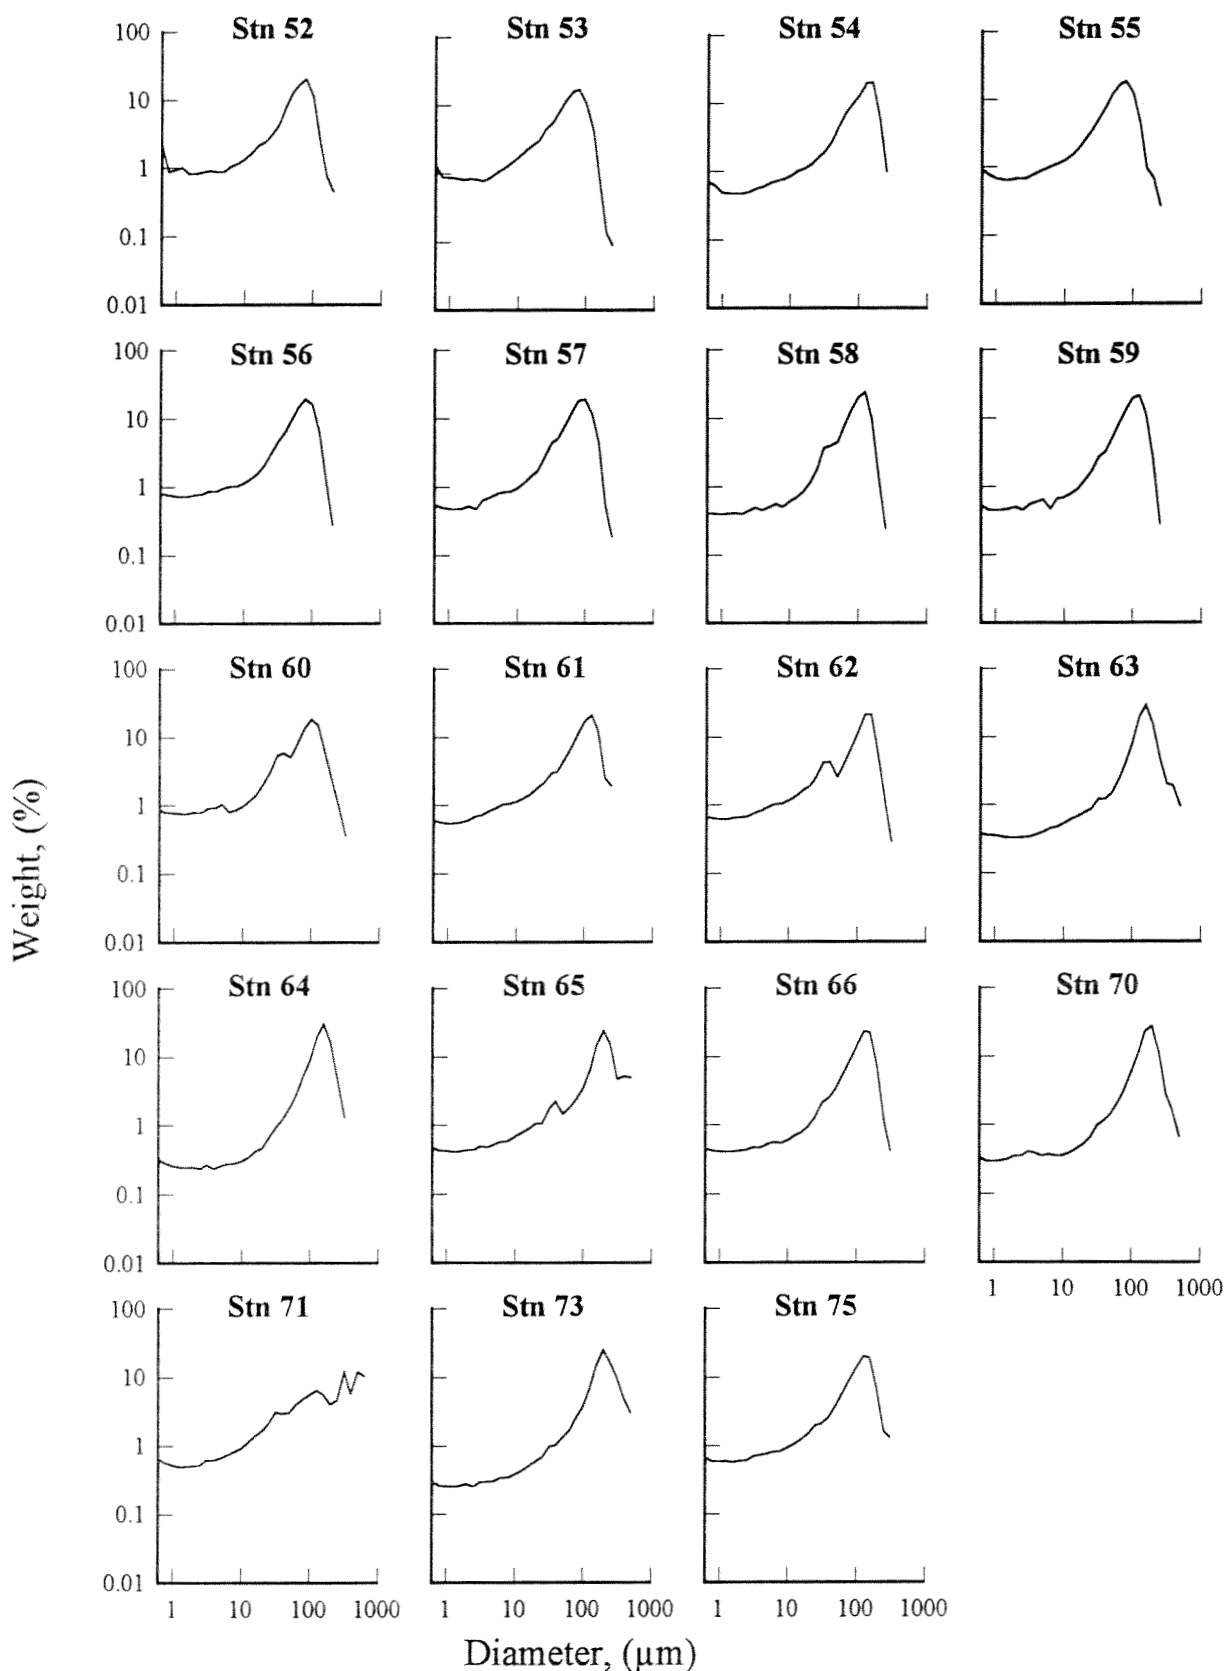 Stn 52 Stn 53 Stn 54 Stn 55
100
10
1
0.1
0.01
Stn 56 Stn 57 Stn 58 Stn 59
100
10
1
0.1
0.01
Stn 60 Stn 61 Stn 62 Stn 63
100
10
1
0.1
0.01
Weight, (%)
Stn 64 Stn 65 Stn 66 Stn 70
100
10
1
0.1
0.01
1 10 100 1000
Stn 71 Stn 73 Stn 75
100
10
1
0.1
0.01
1 10 100 1000 1 10 100 1000 1 10 100 1000
Diameter, (µm)